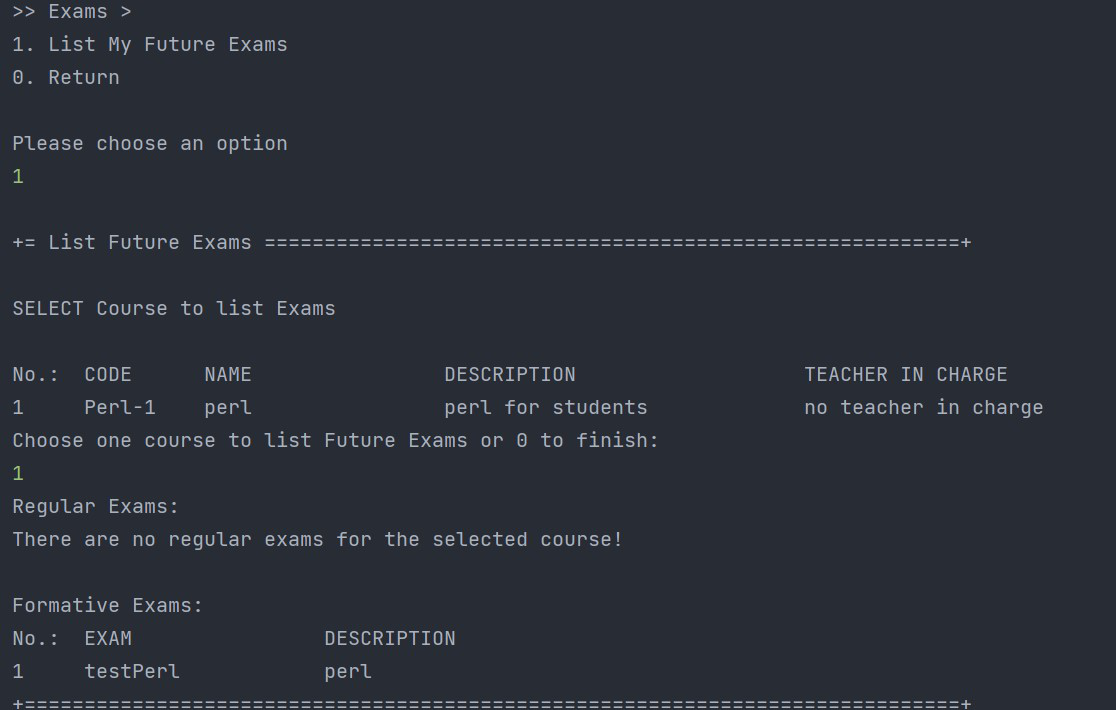 >> Exams >
1. List My Future Exams
0. Return
Please choose an option
1
+= List Future Exams ==========================================================+
SELECT Course to list Exams
No.:  CODE      NAME                DESCRIPTION                   TEACHER IN CHARGE
1     Perl-1    perl                perl for students             no teacher in charge
Choose one course to list Future Exams or 0 to finish:
1
Regular Exams:
There are no regular exams for the selected course!
Formative Exams:
No.:  EXAM                DESCRIPTION
1     testPerl            perl
+==============================================================================+